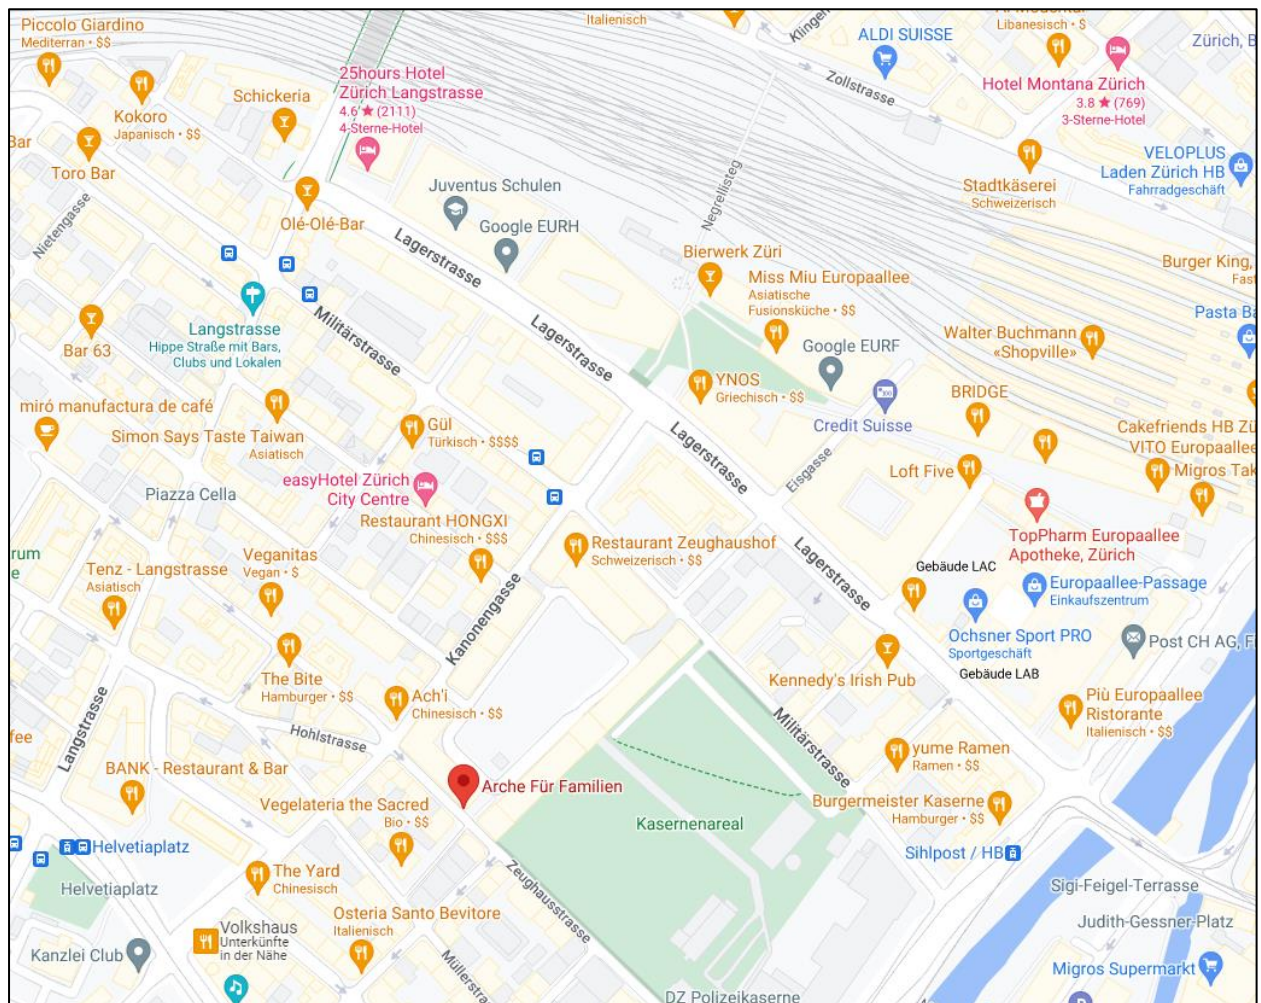 Piccolo Giardino
Mediterran • $$
Italienisch
ALDI SUISSE
Libanesisch • $
Zürich, B
Hotel Montana Zürich
3.8 ★ (769)
3-Sterne-Hotel
Zollstrasse
25hours Hotel
Zürich Langstrasse
4.6 ★ (2111)
4-Sterne-Hotel
Schickeria
Kokoro
Japanisch • $$
Bar
Toro Bar
Juventus Schulen
Google EURH
Olé-Olé-Bar
Nietengasse
Negrellisteg
VELOPLUS
Laden Zürich HB
Fahrradgeschäft
Stadtkäserei
Schweizerisch
Lagerstrasse
Bierwerk Züri
Miss Miu Europaallee
Asiatische
Fusionsküche • $$
Burger King,
Fast
Pasta Ba
Langstrasse
Hippe Straße mit Bars,
Clubs und Lokalen
Bar 63
Militärstrasse
Lagerstrasse
Google EURF
Walter Buchmann
«Shopville»
YNOS
Griechisch • $$
BRIDGE
Credit Suisse
miró manufactura de café
Simon Says Taste Taiwan
Asiatisch
Gül
Türkisch • $$$$
Lagerstrasse
Eisgasse
Loft Five
Cakefriends HB Zü
VITO Europaallee
Migros Tak
easyHotel Zürich
City Centre
Piazza Cella
Restaurant HONGXI
Chinesisch • $$$
Restaurant Zeughaushof
Schweizerisch • $$
Lagerstrasse
TopPharm Europaallee
Apotheke, Zürich
Gebäude LAC
Europaallee-Passage
Einkaufszentrum
rum
e
Tenz - Langstrasse
Asiatisch
Veganitas
Vegan • $
Kanonengasse
Ochsner Sport PRO
Sportgeschäft
Gebäude LAB
Post CH AG, F
The Bite
Hamburger • $$
Ach'i
Chinesisch • $$
Kennedy's Irish Pub
Più Europaallee
Ristorante
Italienisch • $$
Langstrasse
Hohlstrasse
Militärstrasse
fee
BANK - Restaurant & Bar
Arche Für Familien
yume Ramen
Ramen • $$
Vegelateria the Sacred
Bio • $$
Kasernenareal
Burgermeister Kaserne
Hamburger • $$
Helvetiaplatz
Sihlpost / HB
Helvetiaplatz
The Yard
Chinesisch
Zeughausstrasse
Sigi-Feigel-Terrasse
Osteria Santo Bevitore
Italienisch
Judith-Gessner-Platz
Volkshaus
Unterkünfte
in der Nähe
Kanzlei Club
Müllerstra
Migros Supermarkt
DZ Polizeikaserne